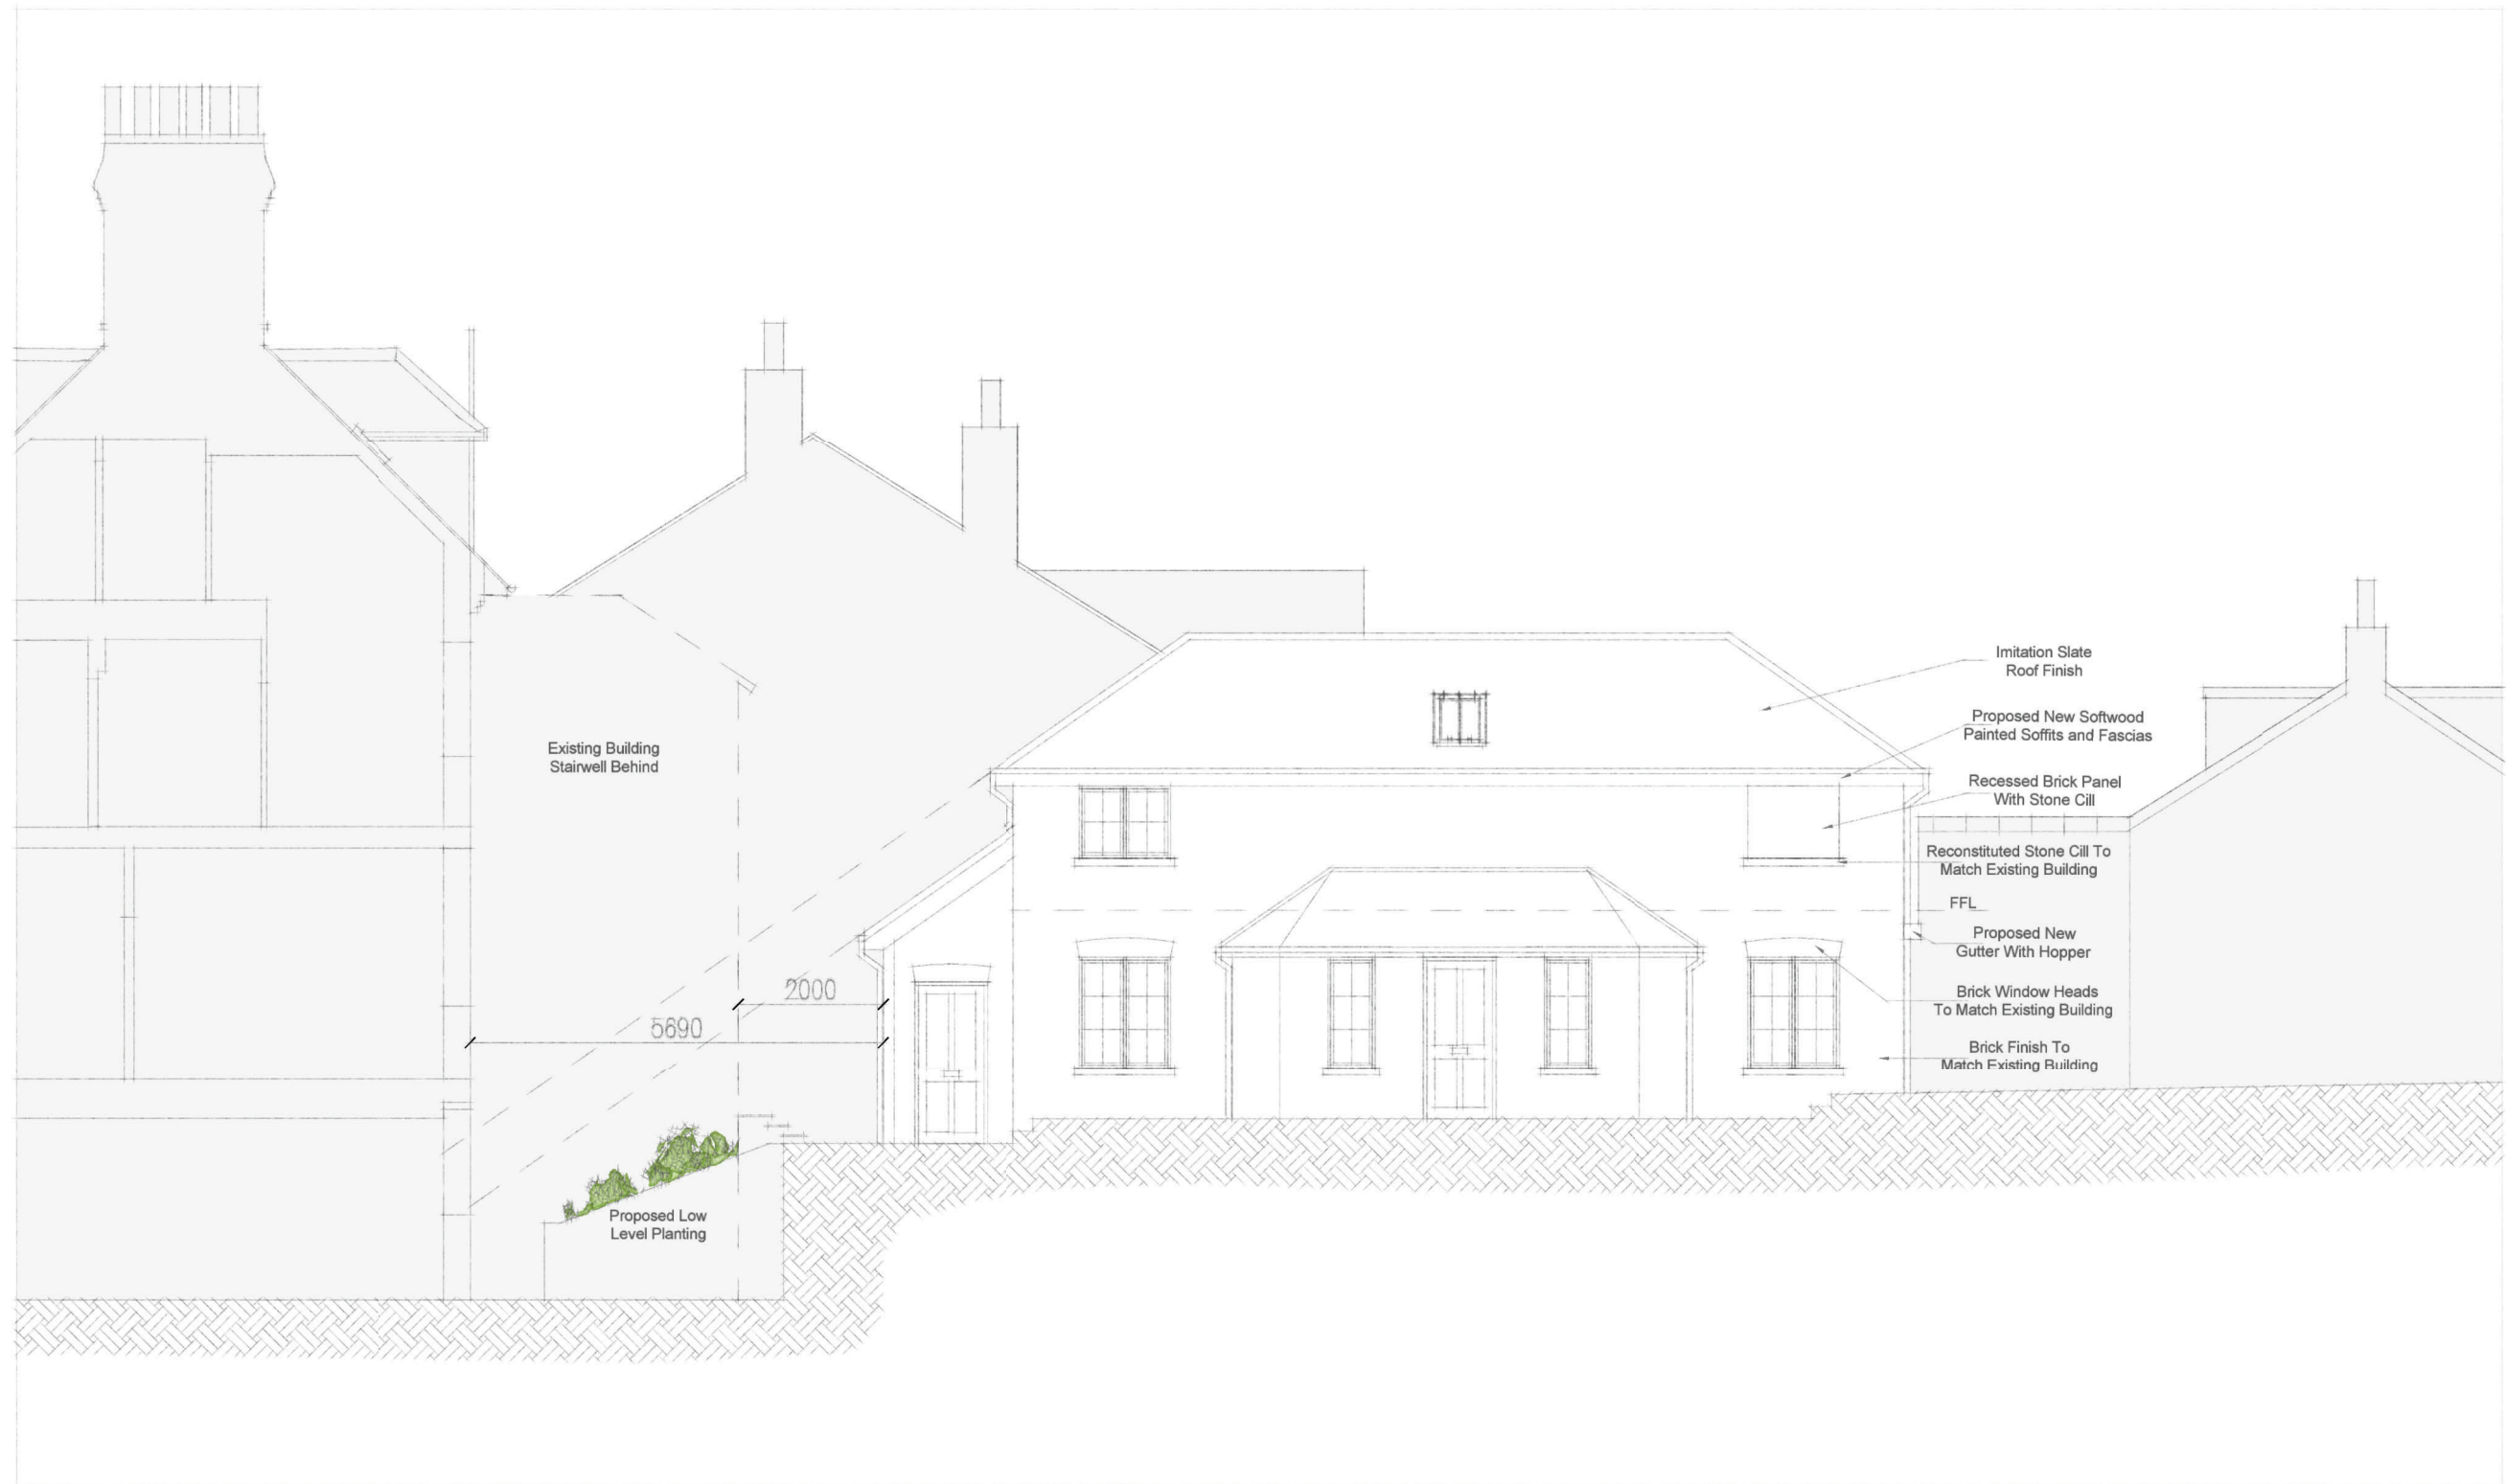 Imitation Slate
Roof Finish
Proposed New Softwood
Painted Soffits and Fascias
Existing Building
Stairwell Behind
Recessed Brick Panel
With Stone Cill
Reconstituted Stone Cill To
Match Existing Building
FFL
Proposed New
Gutter With Hopper
2000
Brick Window Heads
To Match Existing Building
5690
Brick Finish To
Match Existing Building
Proposed Low
Level Planting